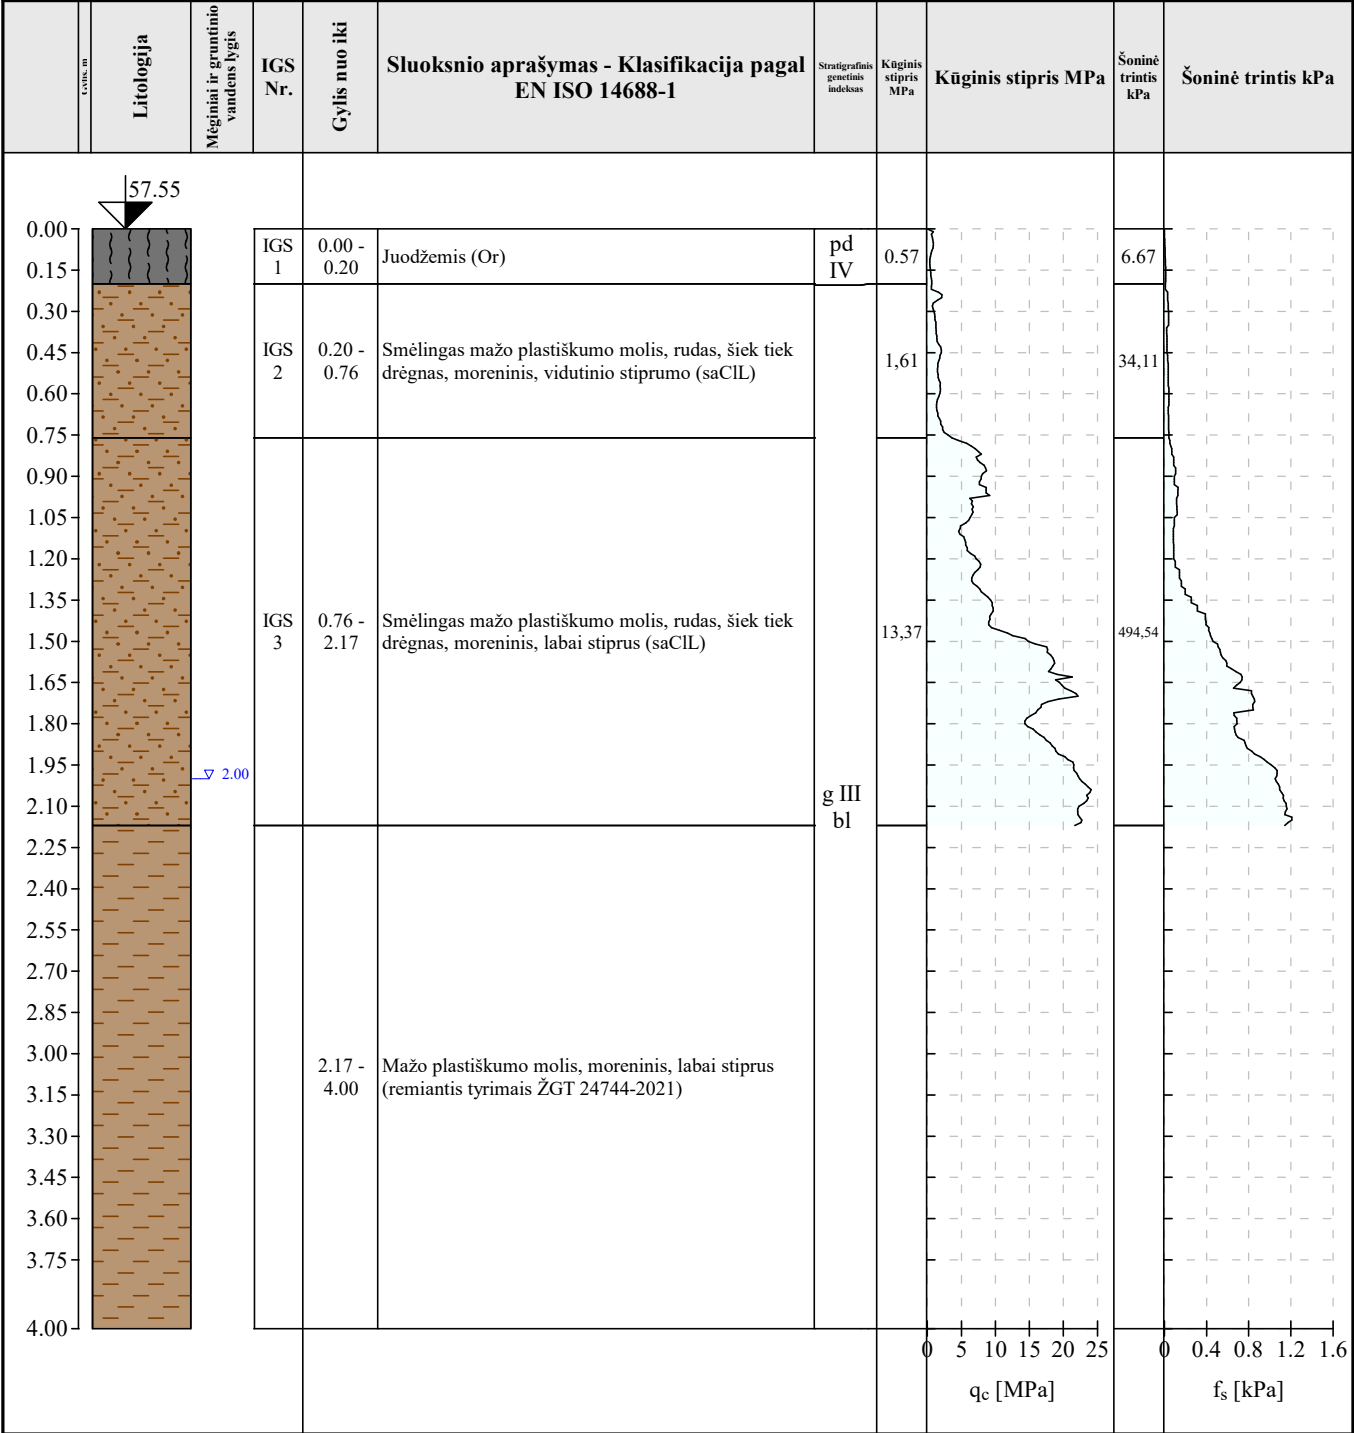 Gylis, m
Litologija
Mėginiai ir gruntinio
vandens lygis
IGS
Nr.
Gylis nuo iki
Sluoksnio aprašymas - Klasifikacija pagal
EN ISO 14688-1
Stratigrafinis
genetinis
indeksas
Kūginis
stipris
MPa
Kūginis stipris MPa
Šoninė
trintis
kPa
Šoninė trintis kPa
57.55
0.00
0.15
0.30
0.45
0.60
0.75
0.90
1.05
1.20
1.35
1.50
1.65
1.80
1.95
2.10
2.25
2.40
2.55
2.70
2.85
3.00
3.15
3.30
3.45
3.60
3.75
4.00
2.00
IGS
1
0.00 -
0.20
Juodžemis (Or)
pd
IV
0.57
6.67
IGS
2
0.20 -
0.76
Smėlingas mažo plastiškumo molis, rudas, šiek tiek
drėgnas, moreninis, vidutinio stiprumo (saClL)
1,61
34,11
IGS
3
0.76 -
2.17
Smėlingas mažo plastiškumo molis, rudas, šiek tiek
drėgnas, moreninis, labai stiprus (saClL)
13,37
494,54
g III
bl
2.17 -
4.00
Mažo plastiškumo molis, moreninis, labai stiprus
(remiantis tyrimais ŽGT 24744-2021)
0 5 10 15 20 25
qc [MPa]
0 0.4 0.8 1.2 1.6
fs [kPa]